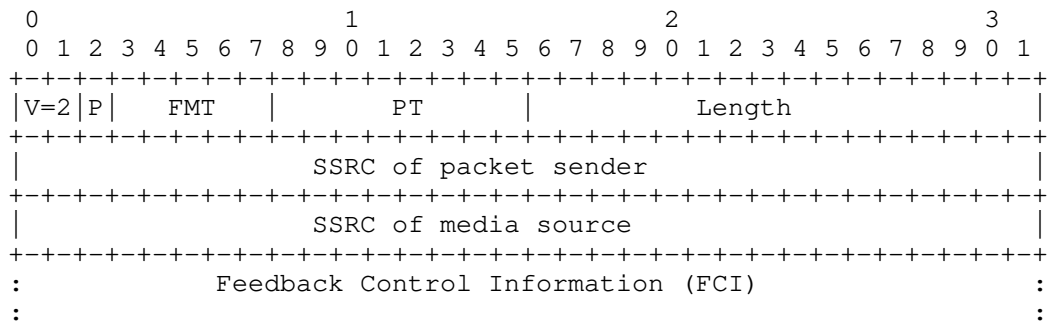 0                   1                   2                   3
 0 1 2 3 4 5 6 7 8 9 0 1 2 3 4 5 6 7 8 9 0 1 2 3 4 5 6 7 8 9 0 1
+-+-+-+-+-+-+-+-+-+-+-+-+-+-+-+-+-+-+-+-+-+-+-+-+-+-+-+-+-+-+-+-+
|V=2|P|   FMT   |       PT      |          Length               |
+-+-+-+-+-+-+-+-+-+-+-+-+-+-+-+-+-+-+-+-+-+-+-+-+-+-+-+-+-+-+-+-+
|                  SSRC of packet sender                        |
+-+-+-+-+-+-+-+-+-+-+-+-+-+-+-+-+-+-+-+-+-+-+-+-+-+-+-+-+-+-+-+-+
|                  SSRC of media source                         |
+-+-+-+-+-+-+-+-+-+-+-+-+-+-+-+-+-+-+-+-+-+-+-+-+-+-+-+-+-+-+-+-+
:            Feedback Control Information (FCI)                 :
:                                                               :